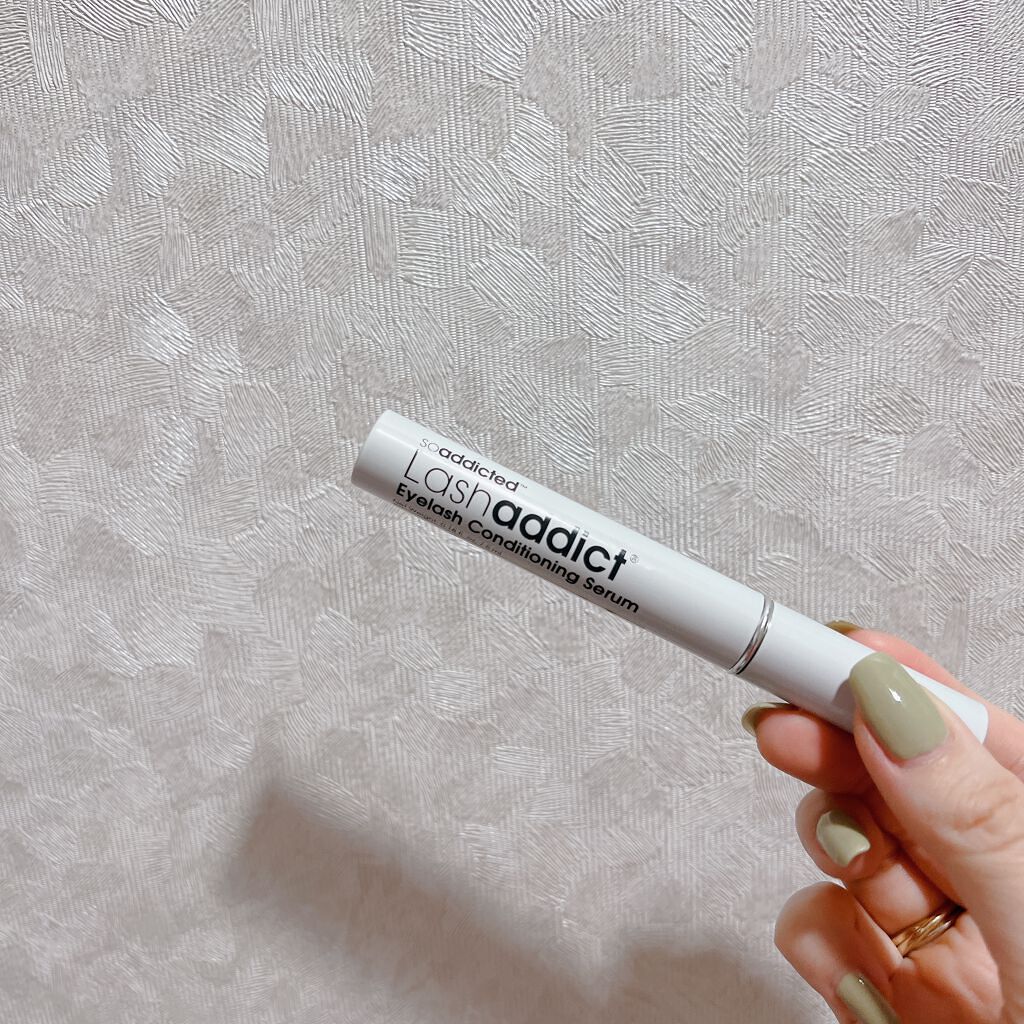 soaddicted™
Lashaddict®
Eyelash Conditioning Serum